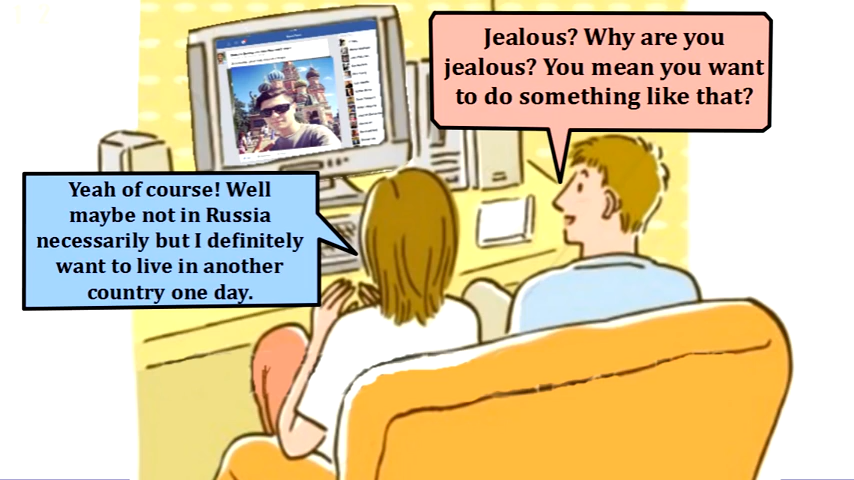 Jealous? Why are you
jealous? You mean you want
to do something like that?
Yeah of course! Well
maybe not in Russia
necessarily but I definitely
want to live in another
country one day.